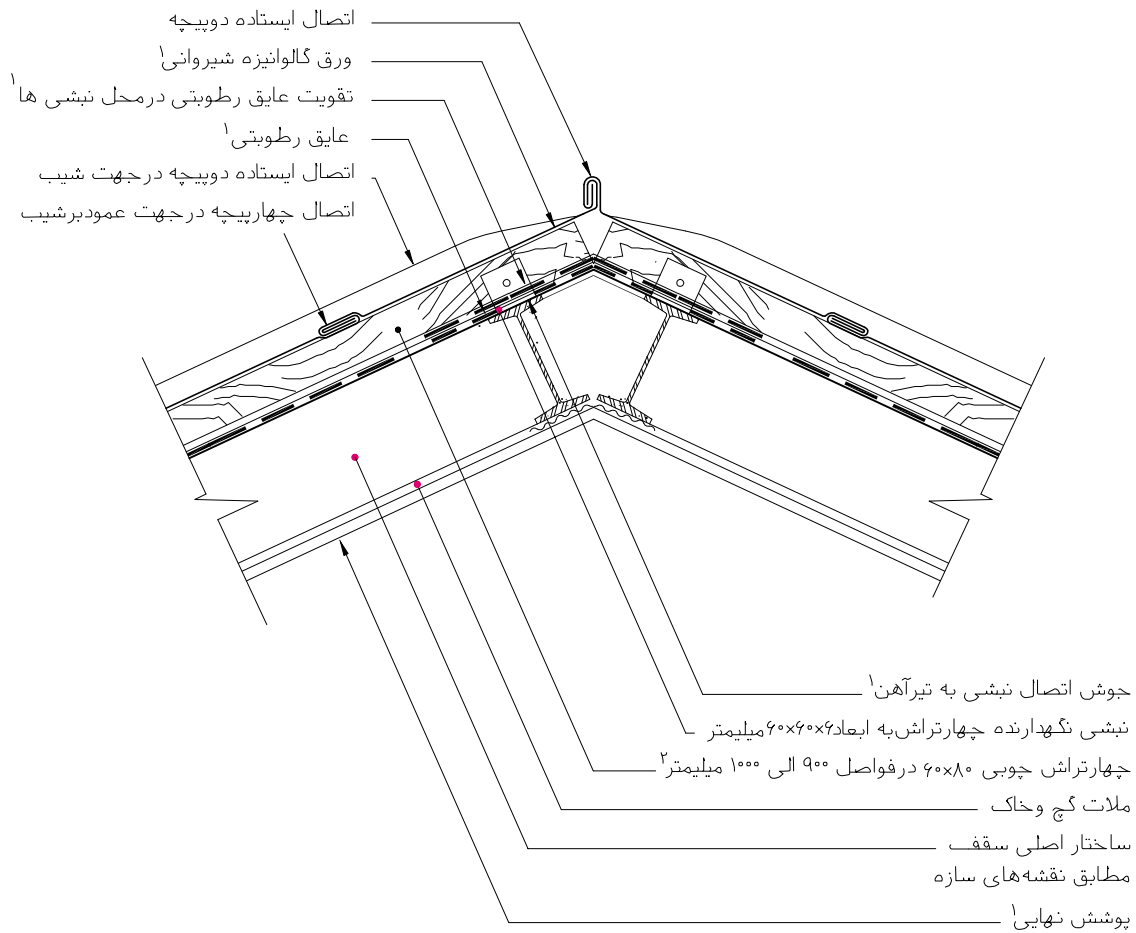 اتصال ایستاده دوپیچه
ورق گالوانیزه شیروانی۱
تقویت عایق رطوبتی درمحل نبشی ها۱
عایق رطوبتی۱
اتصال ایستاده دوپیچه درجهت شیب
اتصال چهارپیچه درجهت عمودبرشیب
جوش اتصال نبشی به تیرآهن۱
نبشی نگهدارنده چهارتراش به ابعاد۶×۶۰×۶۰میلیمتر
چهارتراش چوبی ۸۰×۶۰ درفواصل ۹۰۰ الی ۱۰۰۰ میلیمتر۲
ملات گچ وخاک
ساختار اصلی سقف
مطابق نقشه‌های سازه
پوشش نهایی۱